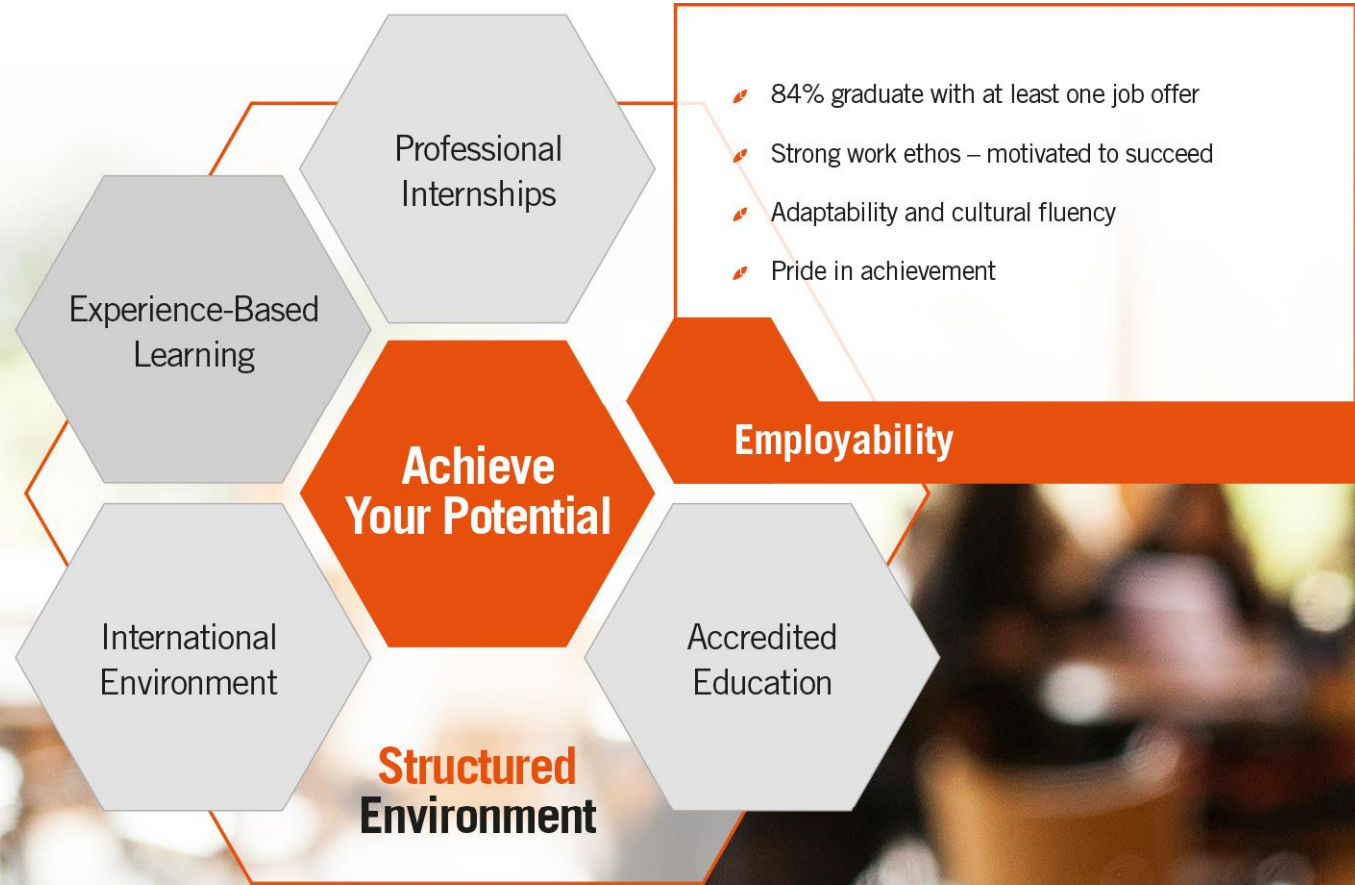 Professional
Internships
84% graduate with at least one job offer
Strong work ethos – motivated to succeed
Adaptability and cultural fluency
Pride in achievement
Experience-Based
Learning
Achieve
Your Potential
Employability
International
Environment
Accredited
Education
Structured
Environment